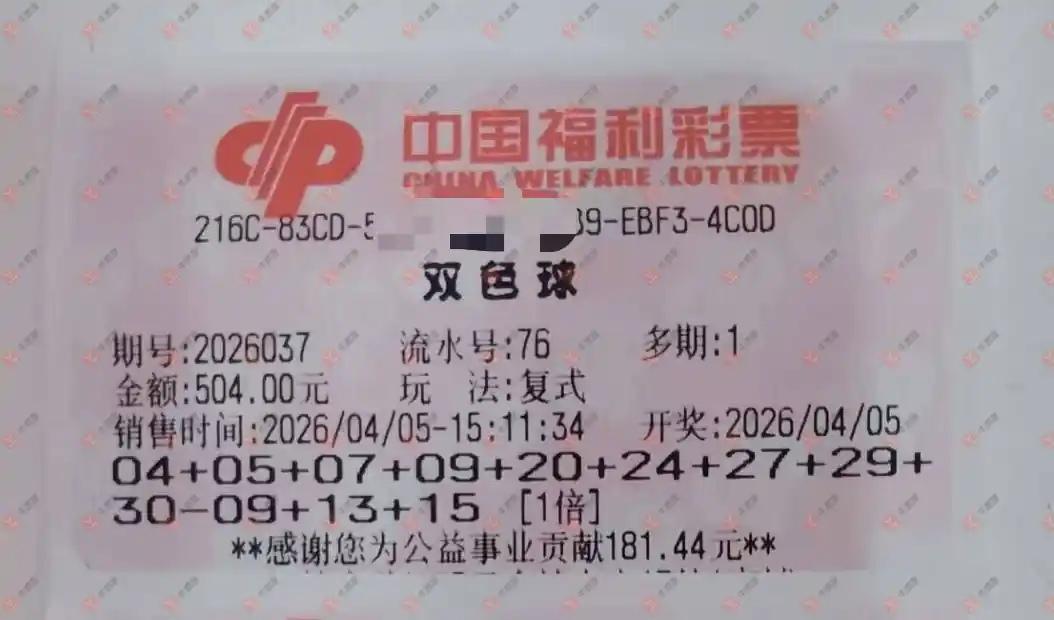 中国福利彩票
CHINA WELFARE LOTTERY
216C-83CD-5 39-EBF3-4C0D
双色球
期号:2026037 流水号:76 多期:1
金额:504.00元 玩 法:复式
销售时间:2026/04/05-15:11:34 开奖:2026/04/05
04+05+07+09+20+24+27+29+
30-09+13+15 [1倍]
**感谢您为公益事业贡献181.44元**